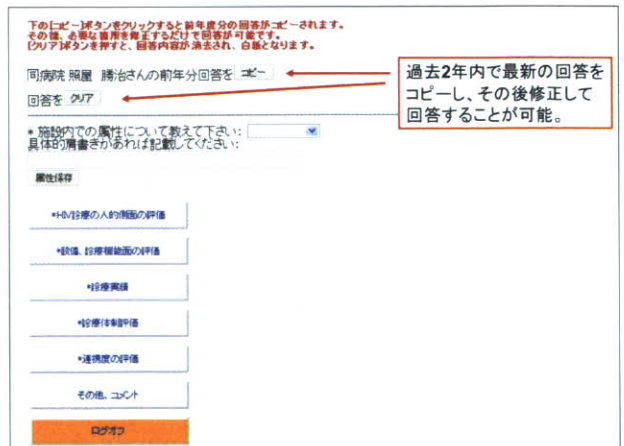 下の[コピー]ボタンをクリックすると前年度分の回答がコピーされます。
その後、必要な箇所を修正するだけで回答が可能です。
[クリア]ボタンを押すと、回答内容が消去され、白紙となります。
同病院 照屋 勝治さんの前年分回答を コピー
回答を クリア
過去2年内で最新の回答を
コピーし、その後修正して
回答することが可能。
* 施設内での属性について教えて下さい:
具体的肩書きがあれば記載してください:
属性保存
*HIV診療の人的側面の評価
*設備、診療機能面の評価
*診療実績
*診療体制評価
*連携度の評価
その他、コメント
ログオフ